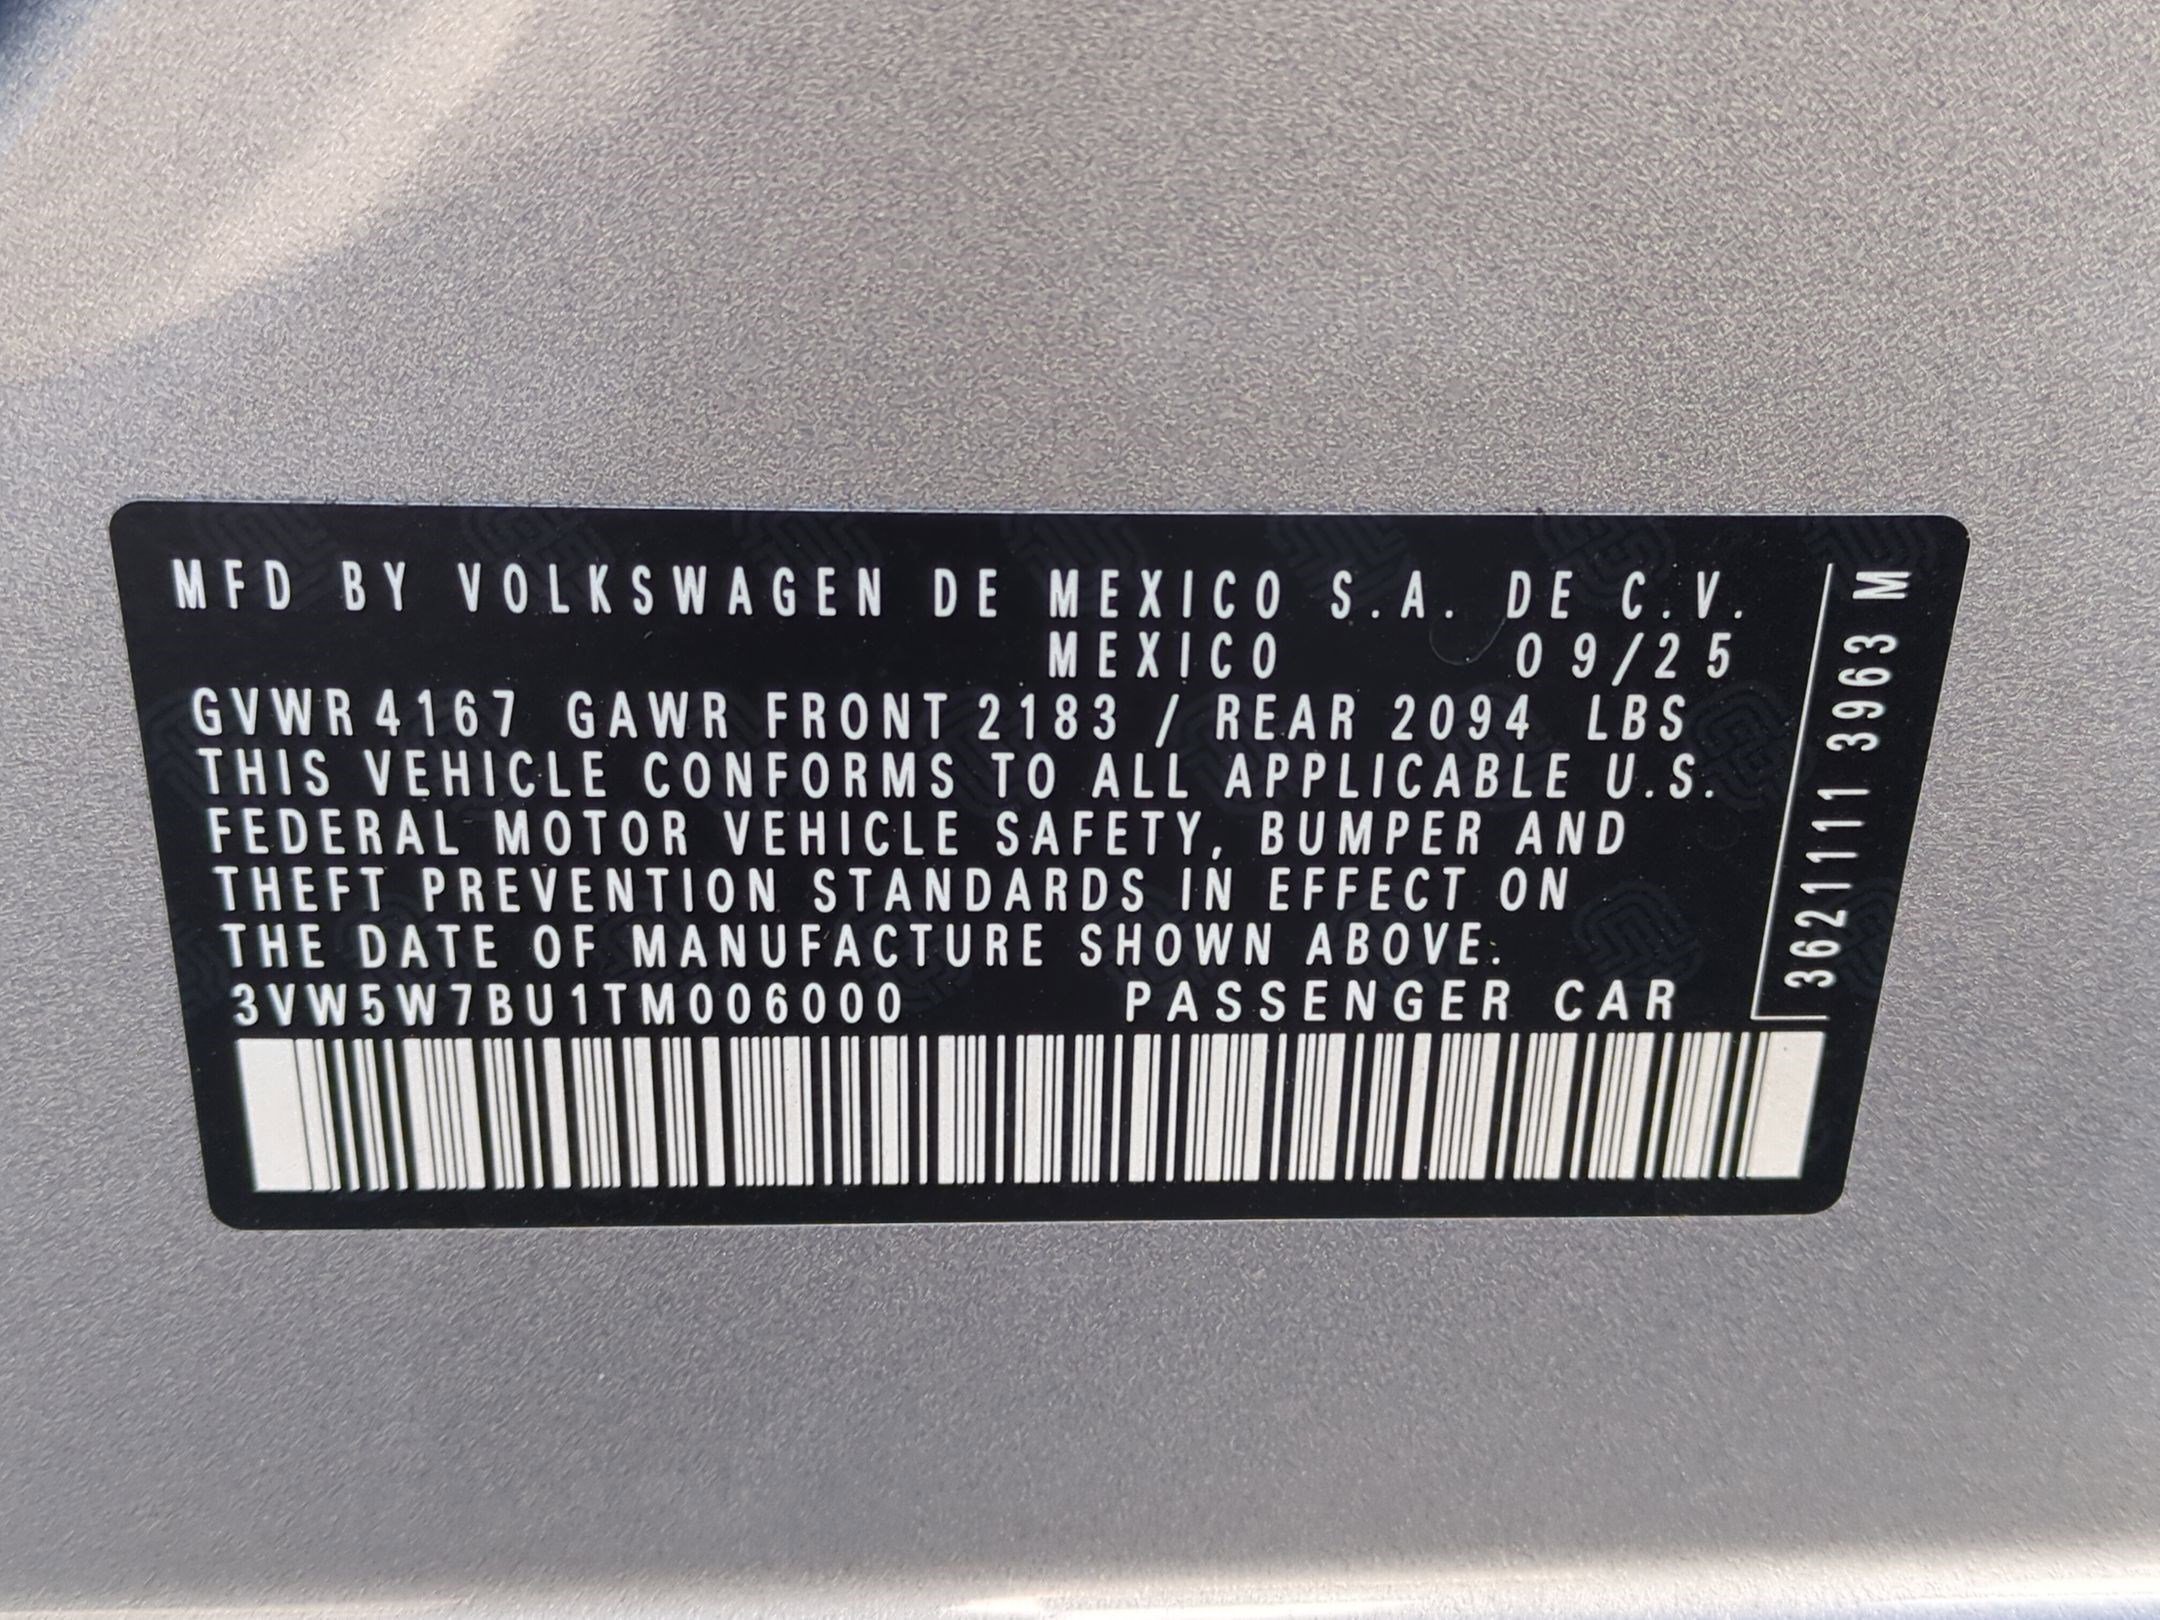 MFD BY VOLKSWAGEN DE MEXICO S.A. DE C.V.
MEXICO 09/25
GVWR 4167 GAWR FRONT 2183 / REAR 2094 LBS
THIS VEHICLE CONFORMS TO ALL APPLICABLE U.S.
FEDERAL MOTOR VEHICLE SAFETY, BUMPER AND
THEFT PREVENTION STANDARDS IN EFFECT ON
THE DATE OF MANUFACTURE SHOWN ABOVE.
3VW5W7BU1TM006000 PASSENGER CAR
3621111 3963 M